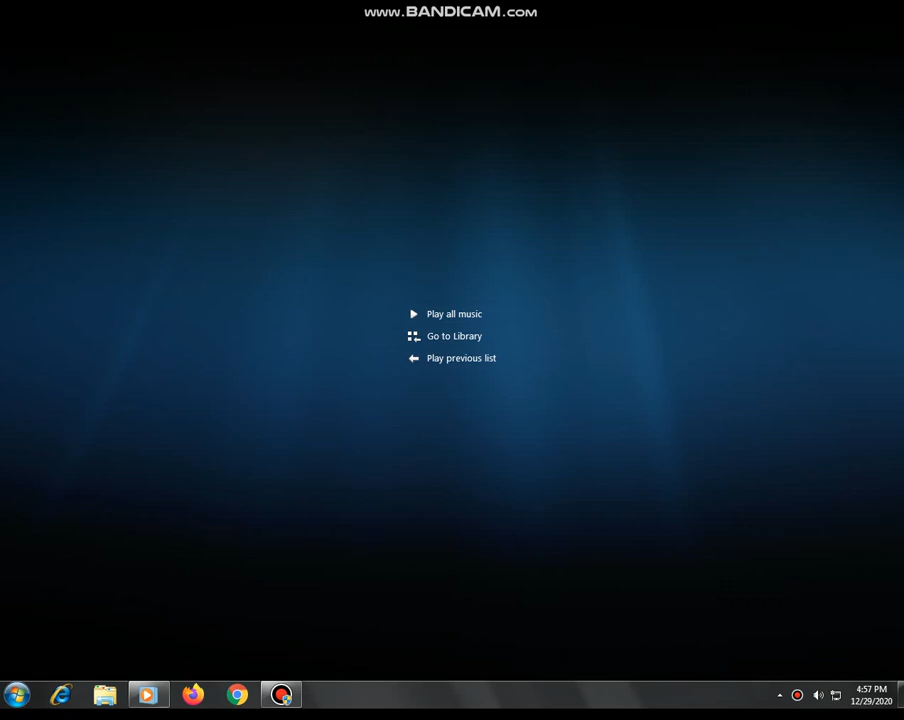 www.BANDICAM.com
Play all music
Go to Library
Play previous list
4:57 PM
12/29/2020